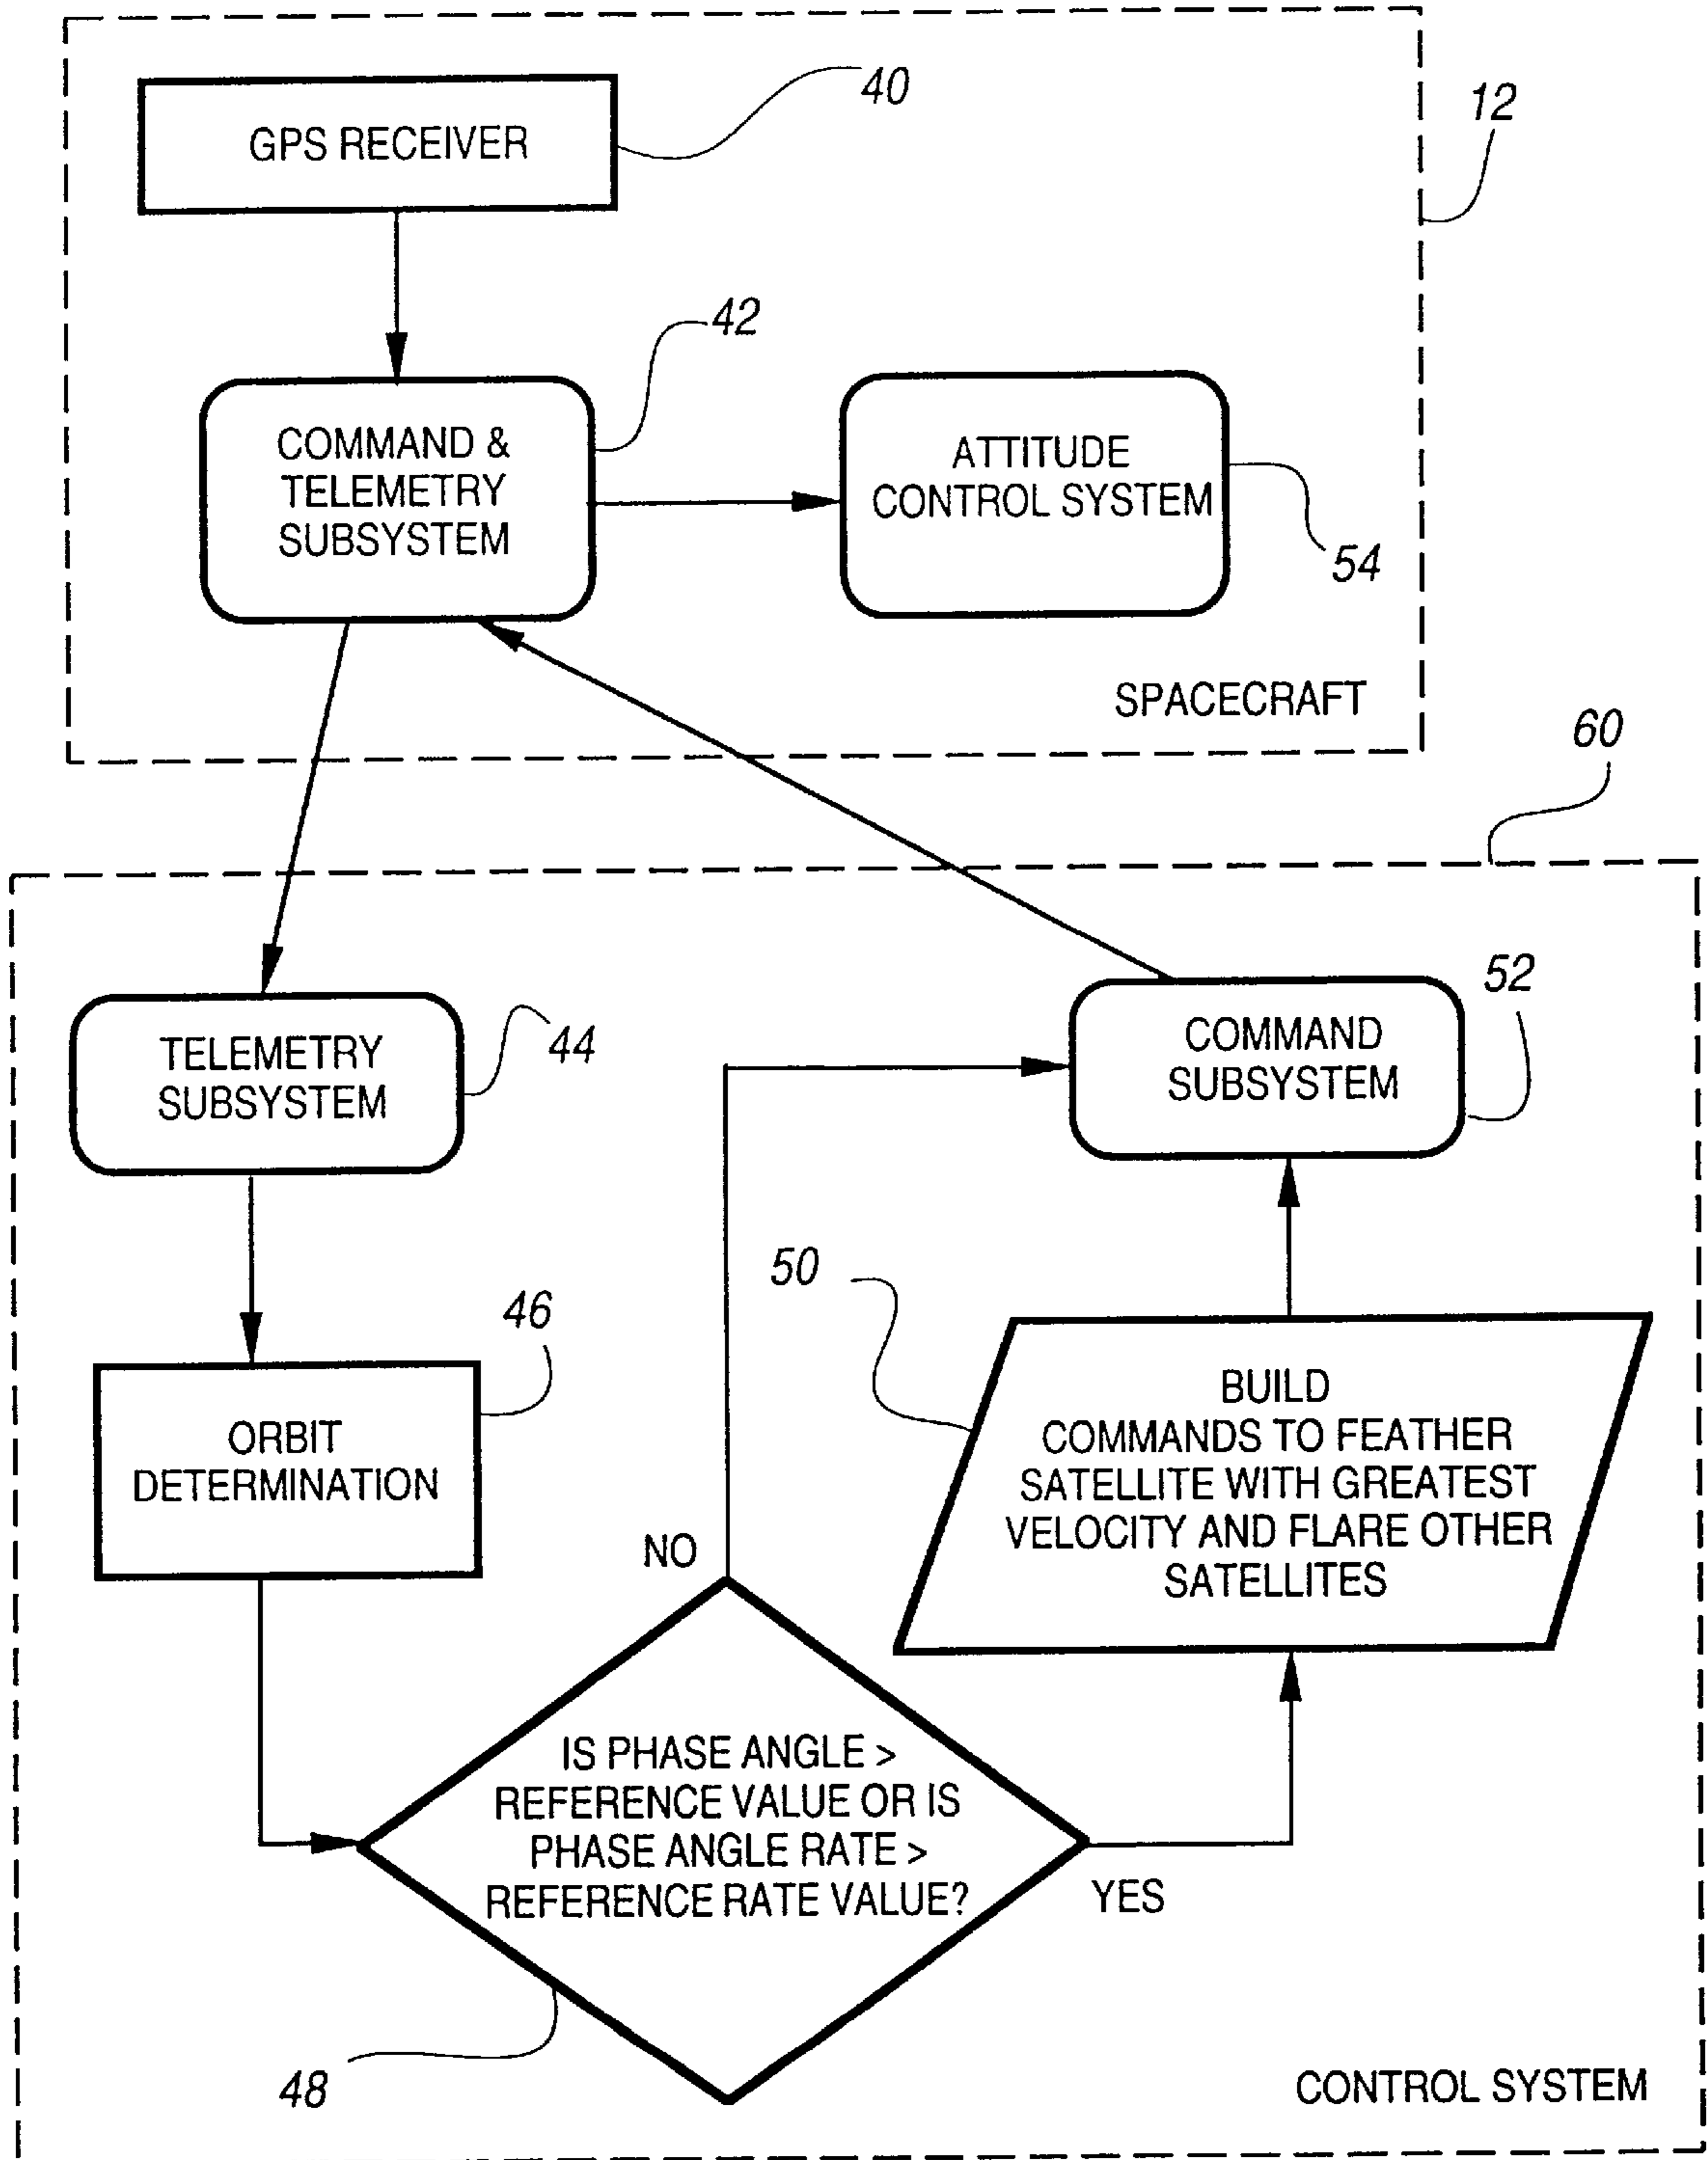 40
12
GPS RECEIVER
42
COMMAND &
TELEMETRY
SUBSYSTEM
ATTITUDE
CONTROL SYSTEM
54
SPACECRAFT
60
52
TELEMETRY
SUBSYSTEM
44
COMMAND
SUBSYSTEM
50
46
ORBIT
DETERMINATION
BUILD
COMMANDS TO FEATHER
SATELLITE WITH GREATEST
VELOCITY AND FLARE OTHER
SATELLITES
NO
IS PHASE ANGLE >
REFERENCE VALUE OR IS
PHASE ANGLE RATE >
REFERENCE RATE VALUE?
YES
48
CONTROL SYSTEM